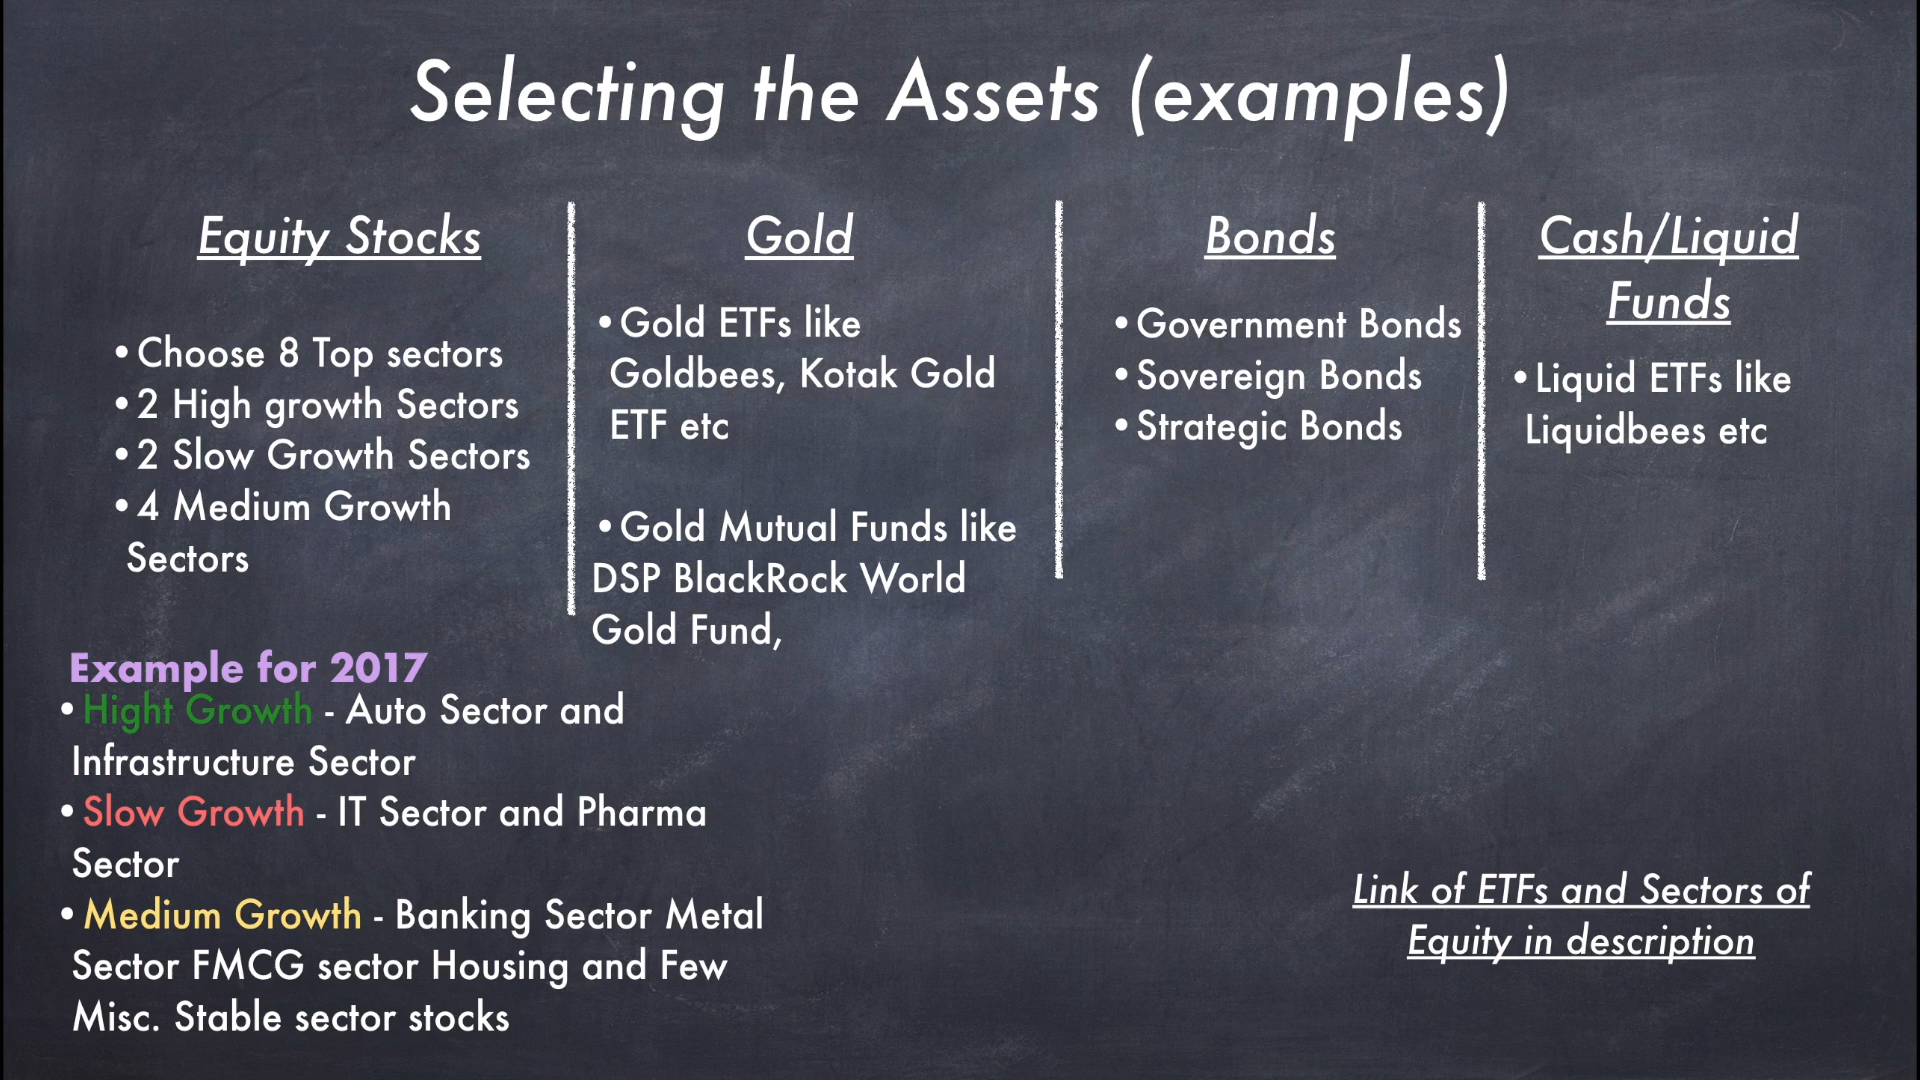 Selecting the Assets (examples)
Equity Stocks
•Choose 8 Top sectors
•2 High growth Sectors
•2 Slow Growth Sectors
•4 Medium Growth
Sectors
Gold
•Gold ETFs like
Goldbees, Kotak Gold
ETF etc
•Gold Mutual Funds like
DSP BlackRock World
Gold Fund,
Bonds
•Government Bonds
•Sovereign Bonds
•Strategic Bonds
Cash/Liquid
Funds
•Liquid ETFs like
Liquidbees etc
Example for 2017
•Hight Growth - Auto Sector and
Infrastructure Sector
•Slow Growth - IT Sector and Pharma
Sector
•Medium Growth - Banking Sector Metal
Sector FMCG sector Housing and Few
Misc. Stable sector stocks
Link of ETFs and Sectors of
Equity in description